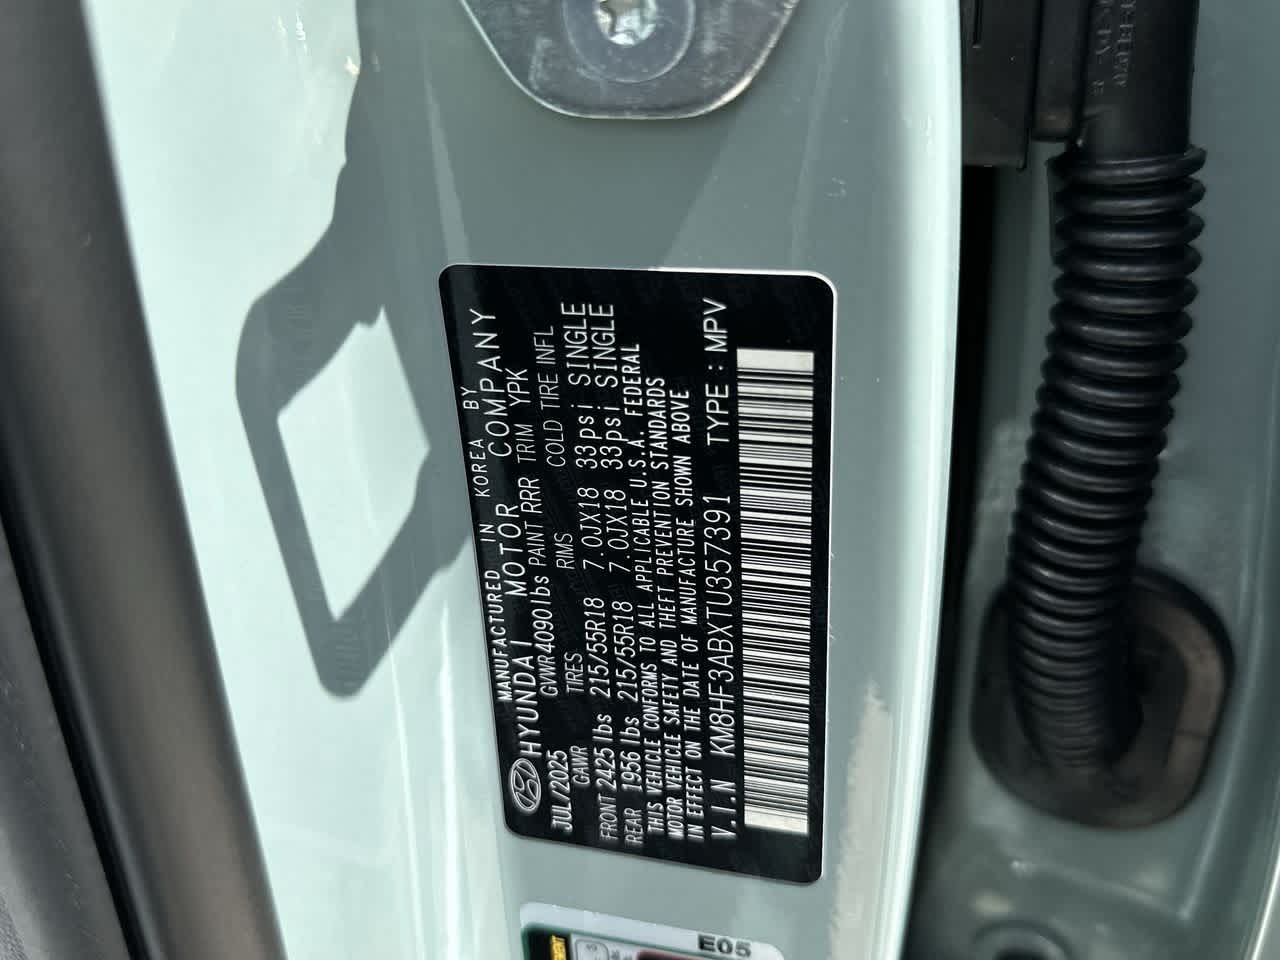 MANUFACTURED IN KOREA BY
HYUNDAI MOTOR COMPANY
JUL/2025 GVWR 4090lbs PAINT RRR TRIM YPK
GAWR TIRES RIMS COLD TIRE INFL
FRONT 2425 lbs 215/55R18 7.0JX18 33psi SINGLE
REAR 1956 lbs 215/55R18 7.0JX18 33psi SINGLE
THIS VEHICLE CONFORMS TO ALL APPLICABLE U.S.A. FEDERAL
MOTOR VEHICLE SAFETY AND THEFT PREVENTION STANDARDS
IN EFFECT ON THE DATE OF MANUFACTURE SHOWN ABOVE
V.I.N KM8HF3ABXTU357391 TYPE : MPV
E05